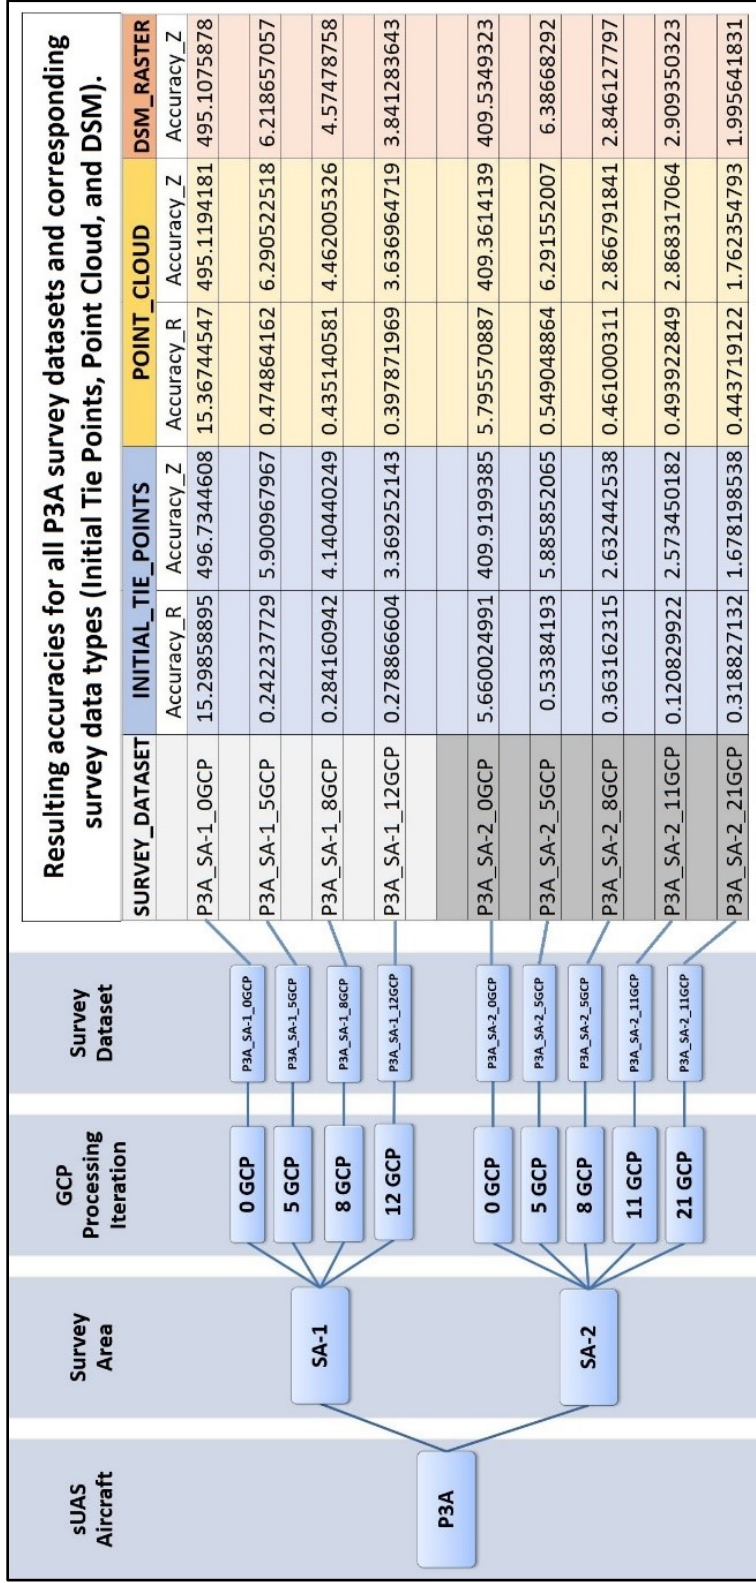 sUAS
Aircraft
Survey
Area
GCP
Processing
Iteration
Survey
Dataset
P3A
SA-1
SA-2
0 GCP
5 GCP
8 GCP
12 GCP
0 GCP
5 GCP
8 GCP
11 GCP
21 GCP
P3A_SA-1_0GCP
P3A_SA-1_5GCP
P3A_SA-1_8GCP
P3A_SA-1_12GCP
P3A_SA-2_0GCP
P3A_SA-2_5GCP
P3A_SA-2_5GCP
P3A_SA-2_11GCP
P3A_SA-2_11GCP
Resulting accuracies for all P3A survey datasets and corresponding
survey data types (Initial Tie Points, Point Cloud, and DSM).
SURVEY_DATASET INITIAL_TIE_POINTS POINT_CLOUD DSM_RASTER
Accuracy_R Accuracy_Z Accuracy_R Accuracy_Z Accuracy_Z
P3A_SA-1_0GCP 15.29858895 496.7344608 15.36744547 495.1194181 495.1075878
P3A_SA-1_5GCP 0.242237729 5.900967967 0.474864162 6.290522518 6.218657057
P3A_SA-1_8GCP 0.284160942 4.140440249 0.435140581 4.462005326 4.57478758
P3A_SA-1_12GCP 0.278866604 3.369252143 0.397871969 3.636964719 3.841283643
P3A_SA-2_0GCP 5.660024991 409.9199385 5.795570887 409.3614139 409.5349323
P3A_SA-2_5GCP 0.53384193 5.885852065 0.549048864 6.291552007 6.38668292
P3A_SA-2_8GCP 0.363162315 2.632442538 0.461000311 2.866791841 2.846127797
P3A_SA-2_11GCP 0.120829922 2.573450182 0.493922849 2.868317064 2.909350323
P3A_SA-2_21GCP 0.318827132 1.678198538 0.443719122 1.762354793 1.995641831